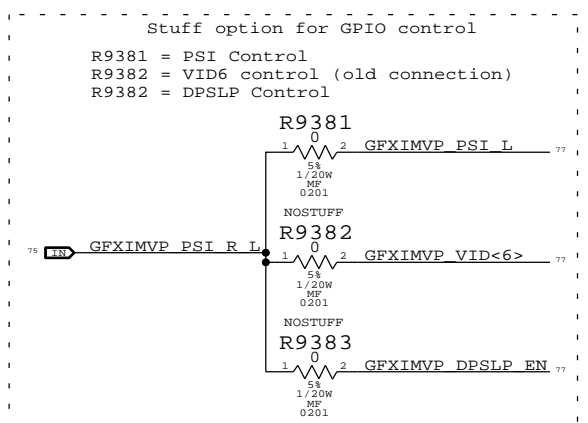 Stuff option for GPIO control
R9381 = PSI Control
R9382 = VID6 control (old connection)
R9382 = DPSLP Control
R9381
0
1 2 GFXIMVP_PSI_L 77
5%
1/20W
MF
0201
NOSTUFF
R9382
0
75 IN GFXIMVP_PSI_R_L 1 2 GFXIMVP_VID<6> 77
5%
1/20W
MF
0201
NOSTUFF
R9383
0
1 2 GFXIMVP_DPSLP_EN 77
5%
1/20W
MF
0201